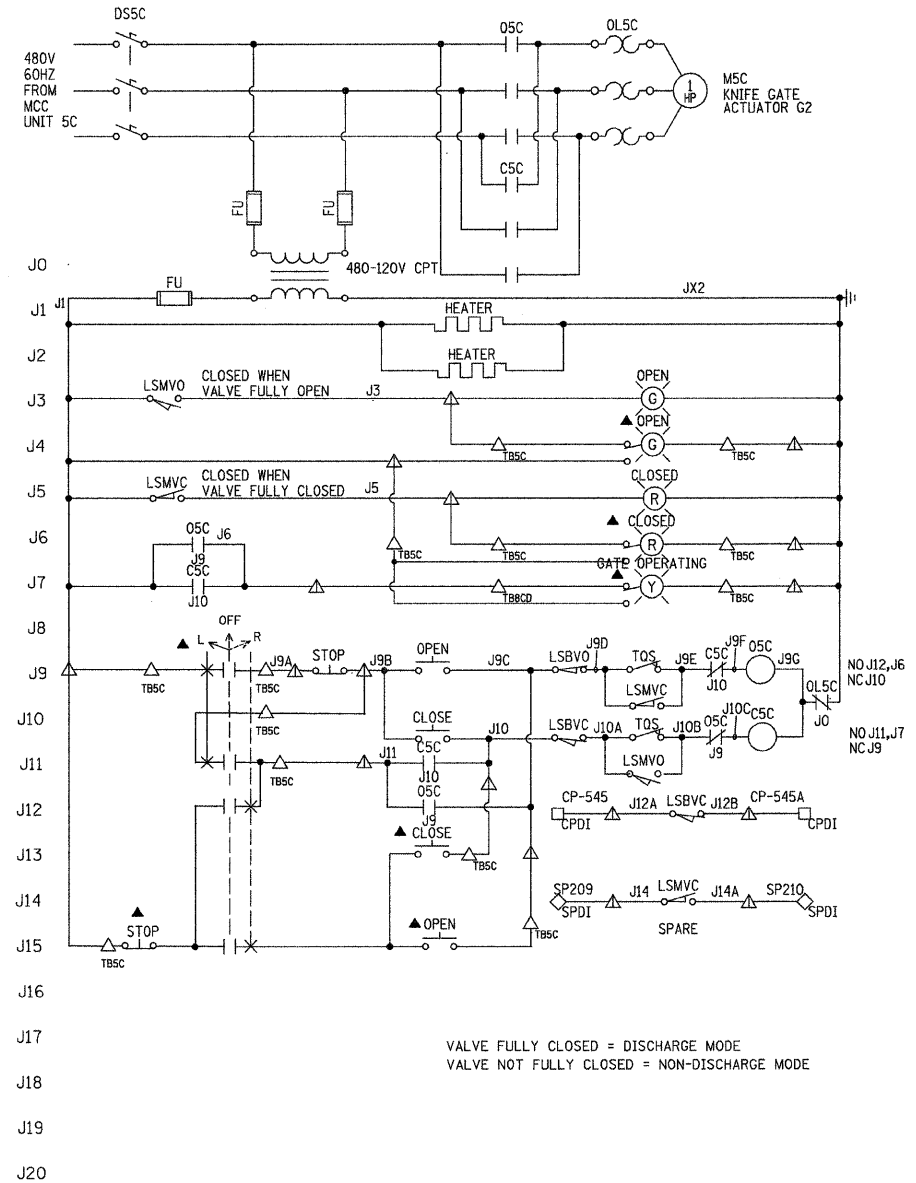 DS5C
O5C
OL5C
480V
60HZ
FROM
MCC
UNIT 5C
1
HP
M5C
KNIFE GATE
ACTUATOR G2
C5C
FU
FU
J0
480-120V CPT
FU
JX2
J1
J1
HEATER
J2
HEATER
OPEN
CLOSED WHEN
VALVE FULLY OPEN
LSMVO
J3
J3
G
OPEN
J4
TB5C
G
TB5C
CLOSED
CLOSED WHEN
VALVE FULLY CLOSED
LSMVC
J5
J5
R
CLOSED
O5C
J6
J6
TB5C
TB5C
R
TB5C
J9
GATE OPERATING
C5C
J7
J10
TB8CD
Y
TB5C
J8
OFF
L
R
J9
TB5C
J9A
TB5C
STOP
J9B
OPEN
J9C
LSBVO
J9D
TQS
J9E
C5C
J10
J9F
O5C
J9G
NO J12,J6
NC J10
LSMVC
OL5C
J0
J10
TB5C
CLOSE
J10
LSBVC
J10A
TQS
J10B
O5C
J9
J10C
C5C
NO J11,J7
NC J9
J11
TB5C
J11
C5C
J10
LSMVO
J12
O5C
J9
CP-545
CPDI
J12A
LSBVC
J12B
CP-545A
CPDI
J13
CLOSE
TB5C
J14
SP209
SPDI
J14
LSMVC
J14A
SP210
SPDI
SPARE
STOP
OPEN
TB5C
J15
TB5C
J16
J17
VALVE FULLY CLOSED = DISCHARGE MODE
VALVE NOT FULLY CLOSED = NON-DISCHARGE MODE
J18
J19
J20